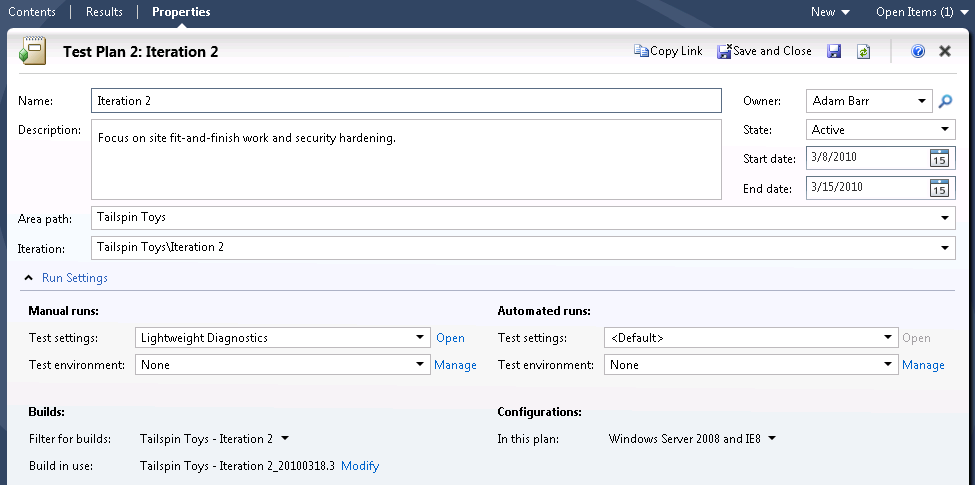 Contents Results Properties New Open Items (1)
Test Plan 2: Iteration 2 Copy Link Save and Close
Name: Iteration 2 Owner: Adam Barr
Description: Focus on site fit-and-finish work and security hardening. State: Active
Start date: 3/8/2010 15
End date: 3/15/2010 15
Area path: Tailspin Toys
Iteration: Tailspin Toys\Iteration 2
Run Settings
Manual runs: Automated runs:
Test settings: Lightweight Diagnostics Open Test settings: <Default> Open
Test environment: None Manage Test environment: None Manage
Builds: Configurations:
Filter for builds: Tailspin Toys - Iteration 2 In this plan: Windows Server 2008 and IE8
Build in use: Tailspin Toys - Iteration 2_20100318.3 Modify